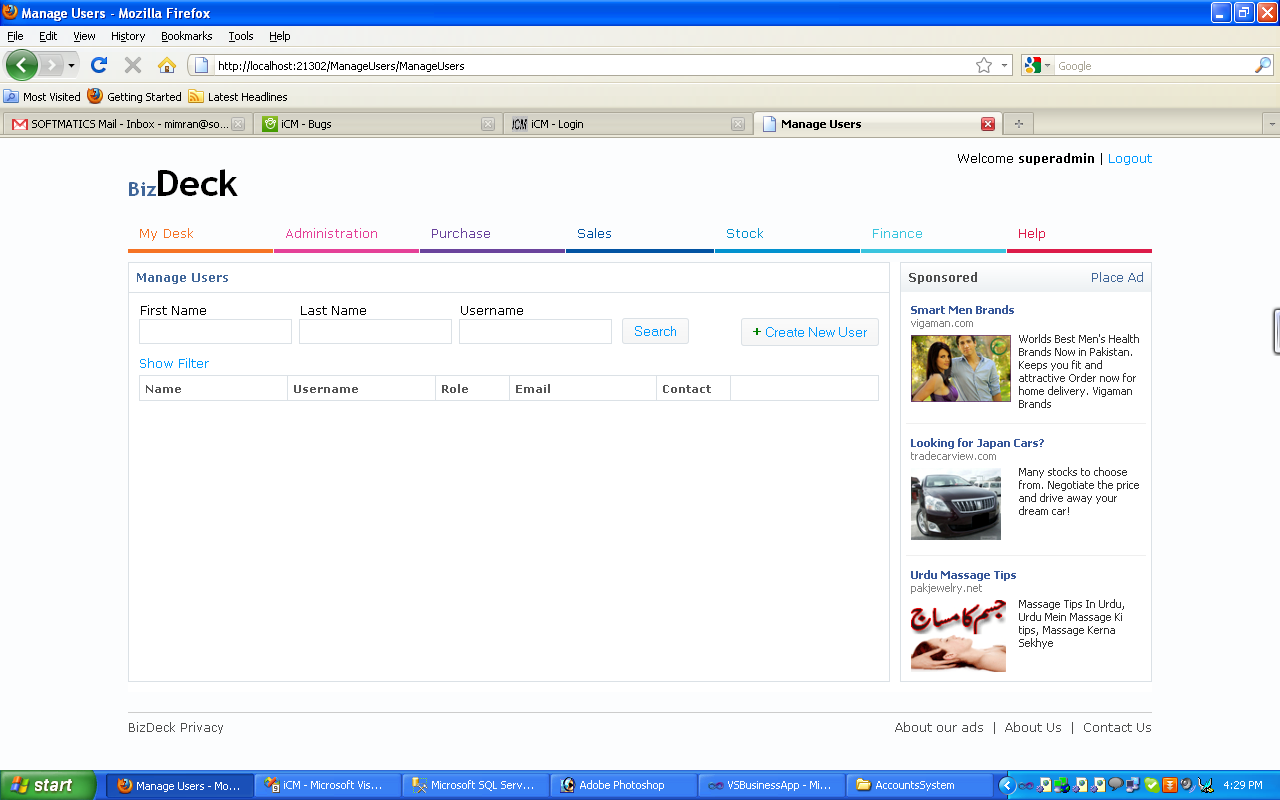 Manage Users - Mozilla Firefox
File Edit View History Bookmarks Tools Help
http://localhost:21302/ManageUsers/ManageUsers
Google
Most Visited Getting Started Latest Headlines
SOFTMATICS Mail - Inbox - mimran@so... iCM - Bugs iCM iCM - Login Manage Users
Welcome superadmin | Logout
BizDeck
My Desk Administration Purchase Sales Stock Finance Help
Manage Users
First Name Last Name Username
Search + Create New User
Show Filter
Name Username Role Email Contact
Sponsored Place Ad
Smart Men Brands
vigaman.com
Worlds Best Men's Health
Brands Now in Pakistan.
Keeps you fit and
attractive Order now for
home delivery. Vigaman
Brands
Looking for Japan Cars?
tradecarview.com
Many stocks to choose
from. Negotiate the price
and drive away your
dream car!
Urdu Massage Tips
pakjewelry.net
جسم کا مساج
Massage Tips In Urdu,
Urdu Mein Massage Ki
tips, Massage Kerna
Sekhye
BizDeck Privacy About our ads | About Us | Contact Us
start Manage Users - Mo... iCM - Microsoft Vis... Microsoft SQL Serv... Adobe Photoshop VSBusinessApp - Mi... AccountsSystem 4:29 PM